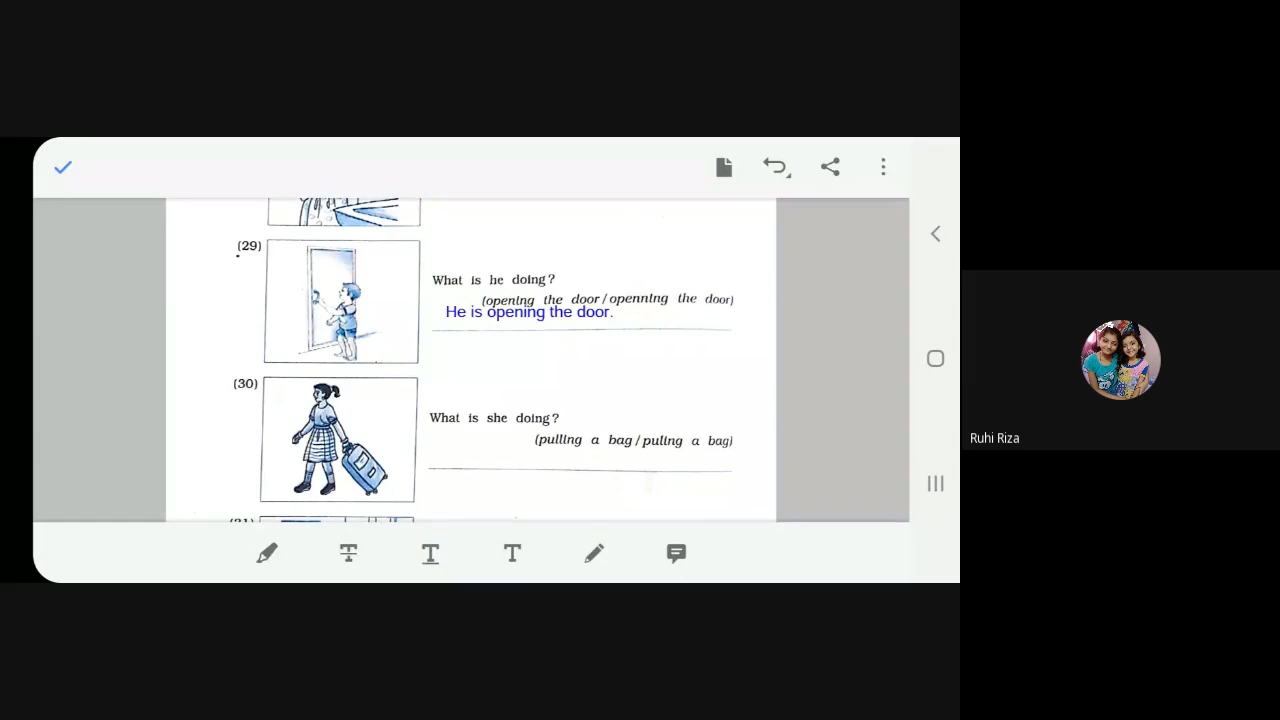 (29)
What is he doing?
(opening the door/openning the door)
He is opening the door.
(30)
What is she doing?
(pulling a bag/puling a bag)
Ruhi Riza